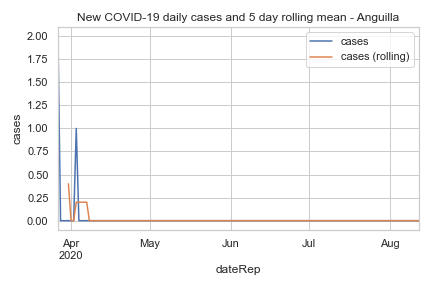 New COVID-19 daily cases and 5 day rolling mean - Anguilla
cases
cases (rolling)
2.00
1.75
1.50
1.25
1.00
0.75
0.50
0.25
0.00
cases
Apr
2020
May
Jun
Jul
Aug
dateRep